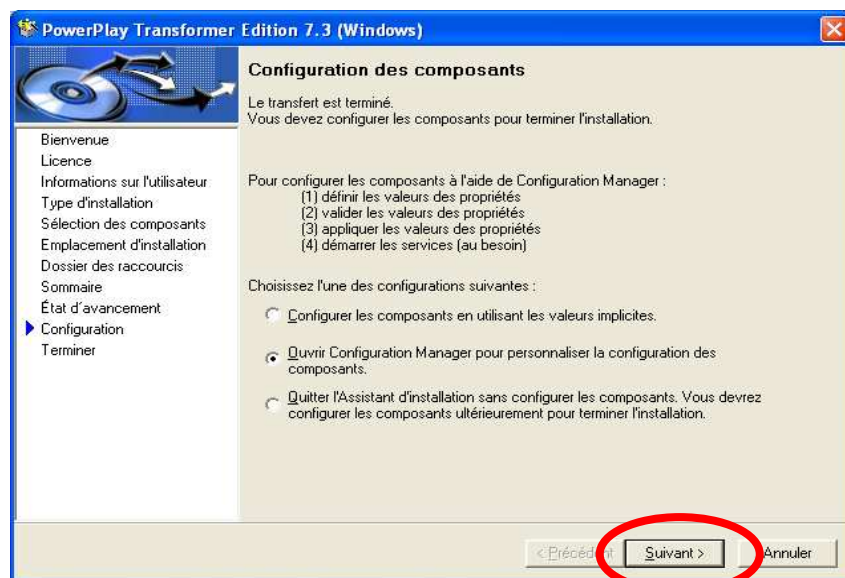 PowerPlay Transformer Edition 7.3 (Windows)
Configuration des composants
Le transfert est terminé.
Vous devez configurer les composants pour terminer l'installation.
Bienvenue
Licence
Informations sur l'utilisateur
Type d'installation
Sélection des composants
Emplacement d'installation
Dossier des raccourcis
Sommaire
État d´avancement
Configuration
Terminer
Pour configurer les composants à l'aide de Configuration Manager :
(1) définir les valeurs des propriétés
(2) valider les valeurs des propriétés
(3) appliquer les valeurs des propriétés
(4) démarrer les services (au besoin)
Choisissez l'une des configurations suivantes :
Configurer les composants en utilisant les valeurs implicites.
Ouvrir Configuration Manager pour personnaliser la configuration des
composants.
Quitter l'Assistant d'installation sans configurer les composants. Vous devrez
configurer les composants ultérieurement pour terminer l'installation.
< Précédent
Suivant >
Annuler